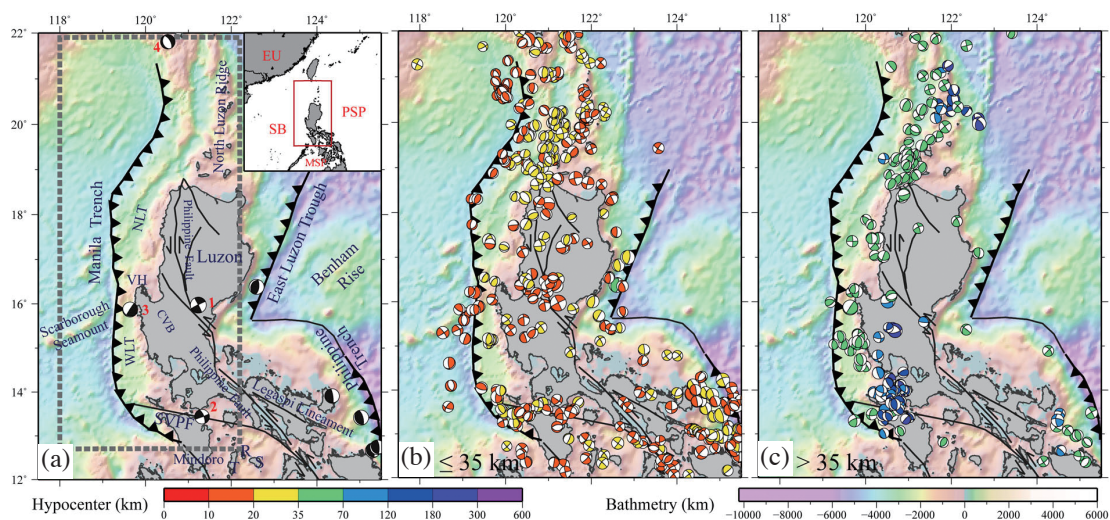 118° 120° 122° 124°
118° 120° 122° 124°
118° 120° 122° 124°
22°
20°
18°
16°
14°
12°
4
EU
PSP
SB
MSP
North Luzon Ridge
Manila Trench
NLT
Philippine Fault
Luzon
East Luzon Trough
Benham
Rise
VH
1
3
Scarborough
Seamount
CVB
WLT
Philippine Fault
Legaspi Lineament
Philippine
Trench
2
VPF
Mindoro
(a)
(b) ≤ 35 km
(c) > 35 km
Hypocenter (km)
0 10 20 35 70 120 180 300 600
Bathmetry (km)
−10000 −8000 −6000 −4000 −2000 0 2000 4000 6000